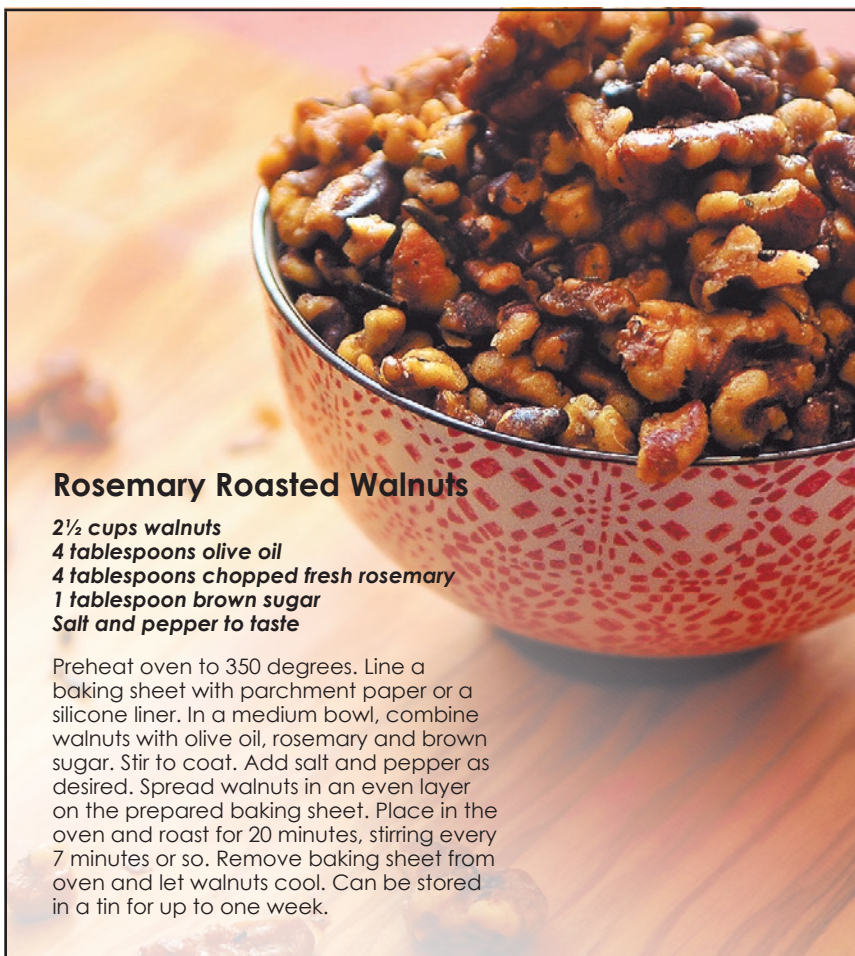 Rosemary Roasted Walnuts
2½ cups walnuts
4 tablespoons olive oil
4 tablespoons chopped fresh rosemary
1 tablespoon brown sugar
Salt and pepper to taste
Preheat oven to 350 degrees. Line a
baking sheet with parchment paper or a
silicone liner. In a medium bowl, combine
walnuts with olive oil, rosemary and brown
sugar. Stir to coat. Add salt and pepper as
desired. Spread walnuts in an even layer
on the prepared baking sheet. Place in the
oven and roast for 20 minutes, stirring every
7 minutes or so. Remove baking sheet from
oven and let walnuts cool. Can be stored
in a tin for up to one week.